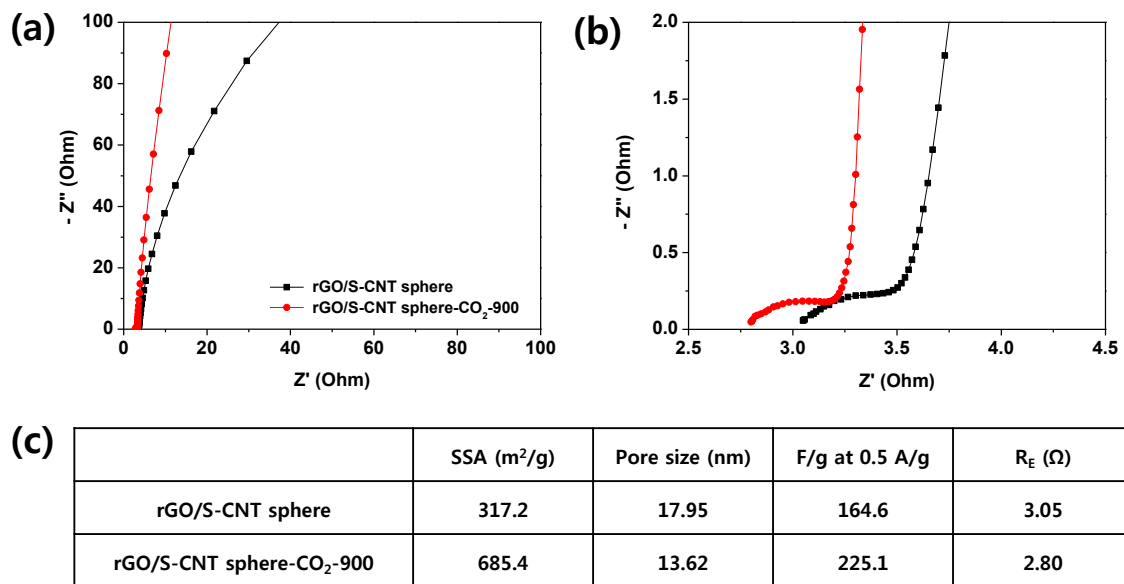 (a)
100
80
60
40
20
0
- Z'' (Ohm)
rGO/S-CNT sphere
rGO/S-CNT sphere-CO₂-900
0 20 40 60 80 100
Z' (Ohm)
(b)
2.0
1.5
1.0
0.5
0.0
- Z'' (Ohm)
2.5 3.0 3.5 4.0 4.5
Z' (Ohm)
(c)
SSA (m²/g) Pore size (nm) F/g at 0.5 A/g R_E (Ω)
rGO/S-CNT sphere 317.2 17.95 164.6 3.05
rGO/S-CNT sphere-CO₂-900 685.4 13.62 225.1 2.80